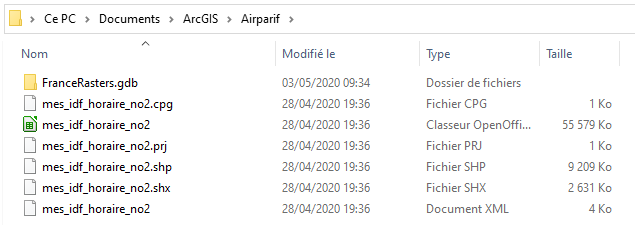 Ce PC > Documents > ArcGIS > Airparif >
Nom Modifié le Type Taille
FranceRasters.gdb 03/05/2020 09:34 Dossier de fichiers
mes_idf_horaire_no2.cpg 28/04/2020 19:36 Fichier CPG 1 Ko
mes_idf_horaire_no2 28/04/2020 19:36 Classeur OpenOffi... 55 579 Ko
mes_idf_horaire_no2.prj 28/04/2020 19:36 Fichier PRJ 1 Ko
mes_idf_horaire_no2.shp 28/04/2020 19:36 Fichier SHP 9 209 Ko
mes_idf_horaire_no2.shx 28/04/2020 19:36 Fichier SHX 2 631 Ko
mes_idf_horaire_no2 28/04/2020 19:36 Document XML 4 Ko